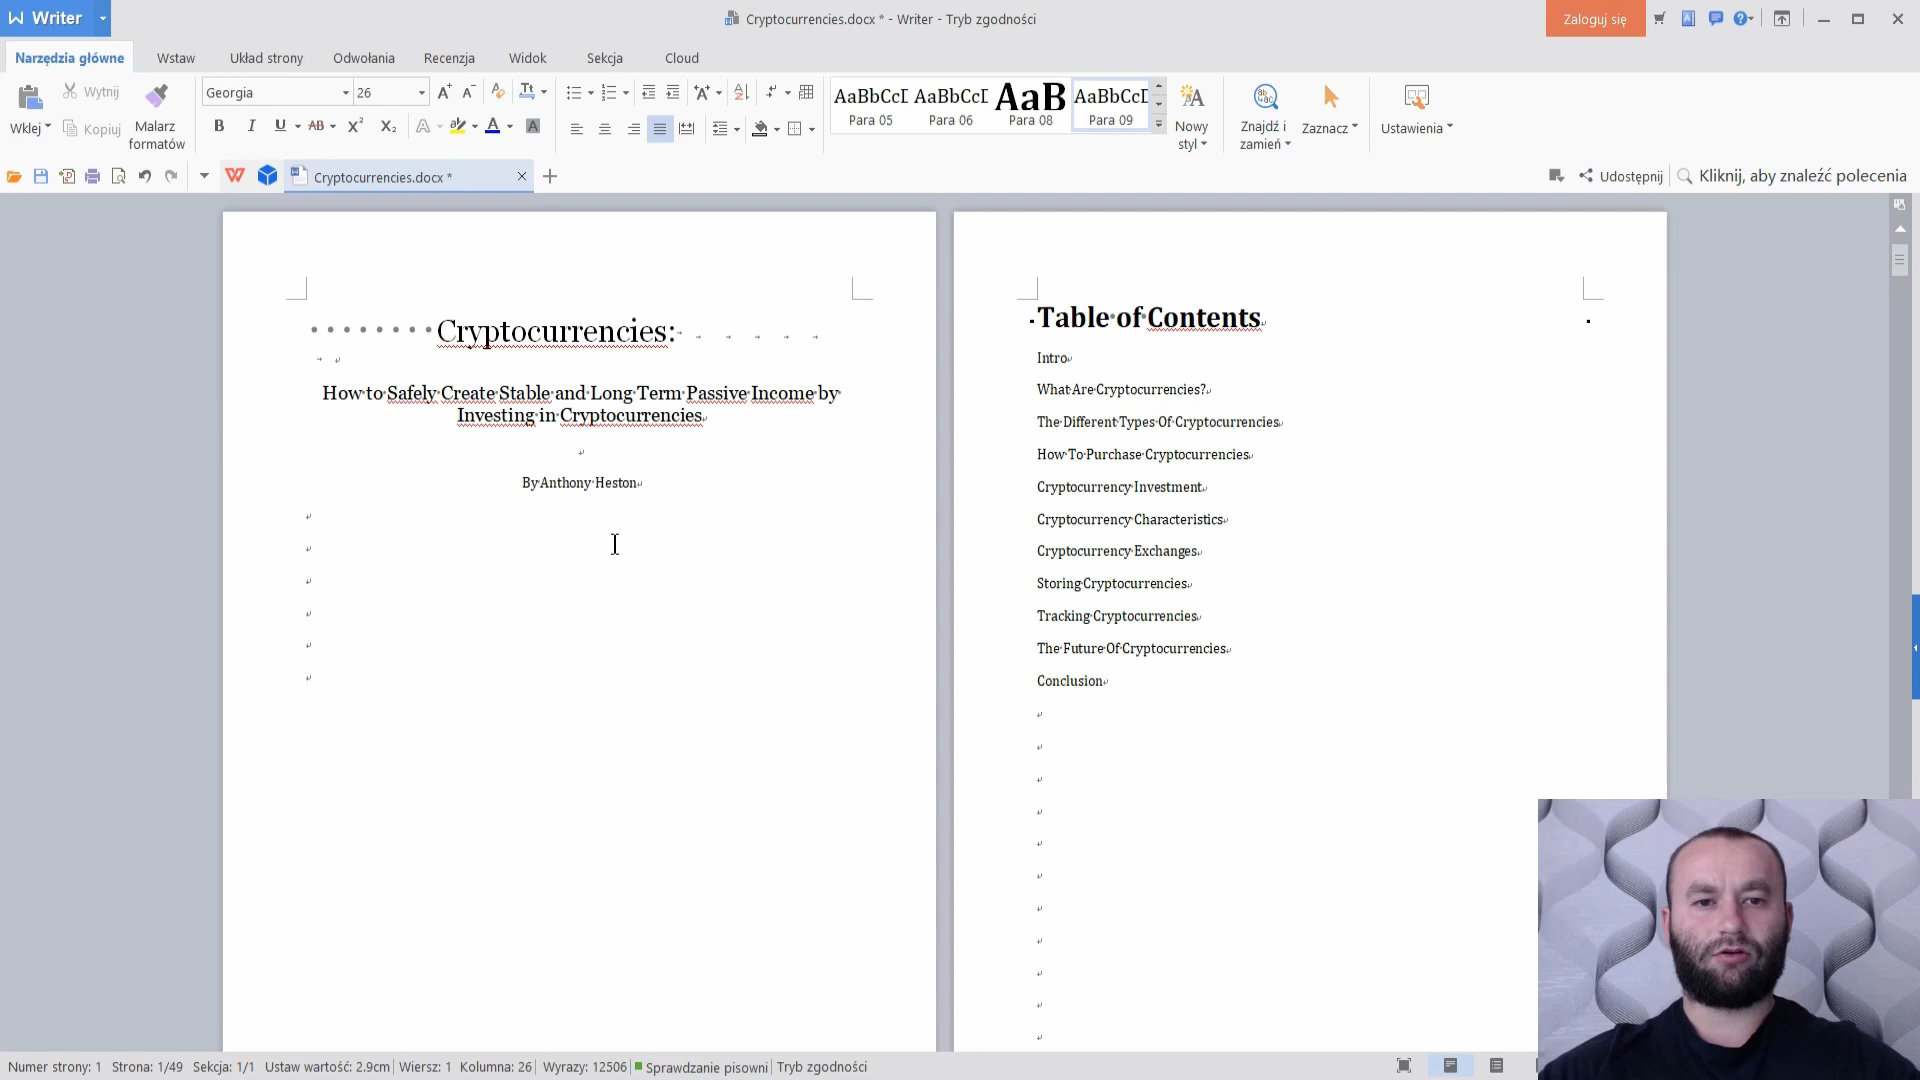 Writer
Cryptocurrencies.docx * - Writer - Tryb zgodności
Zaloguj się
Narzędzia główne Wstaw Układ strony Odwołania Recenzja Widok Sekcja Cloud
Wklej Wytnij Kopiuj Malarz formatów
Georgia 26
B I U AB X² X₂ A A A
AaBbCcD AaBbCcD AaB AaBbCcD
Para 05 Para 06 Para 08 Para 09
Nowy styl
Znajdź i zamień
Zaznacz
Ustawienia
Cryptocurrencies.docx *
Udostępnij
Kliknij, aby znaleźć polecenia
Cryptocurrencies:
How to Safely Create Stable and Long Term Passive Income by
Investing in Cryptocurrencies
By Anthony Heston
Table of Contents
Intro
What Are Cryptocurrencies?
The Different Types Of Cryptocurrencies
How To Purchase Cryptocurrencies
Cryptocurrency Investment
Cryptocurrency Characteristics
Cryptocurrency Exchanges
Storing Cryptocurrencies
Tracking Cryptocurrencies
The Future Of Cryptocurrencies
Conclusion
Numer strony: 1 Strona: 1/49 Sekcja: 1/1 Ustaw wartość: 2.9cm Wiersz: 1 Kolumna: 26 Wyrazy: 12506 Sprawdzanie pisowni Tryb zgodności